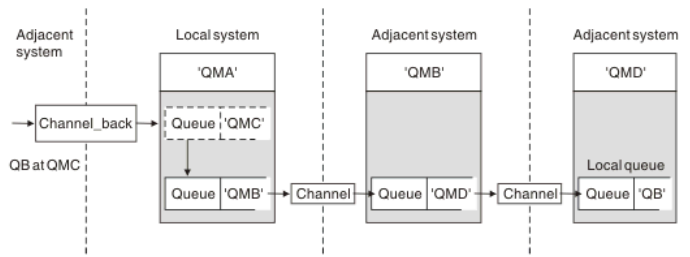 Adjacent
system
Local system
Adjacent system
Adjacent system
'QMA'
'QMB'
'QMD'
Channel_back
Queue 'QMC'
QB at QMC
Local queue
Queue 'QMB'
Channel
Queue 'QMD'
Channel
Queue 'QB'